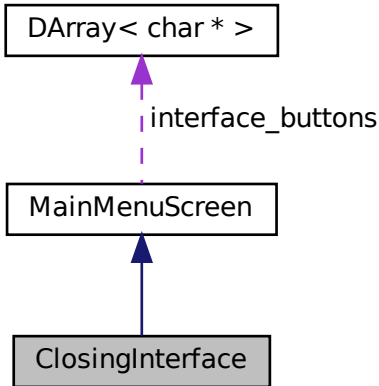 DArray< char * >
interface_buttons
MainMenuScreen
ClosingInterface